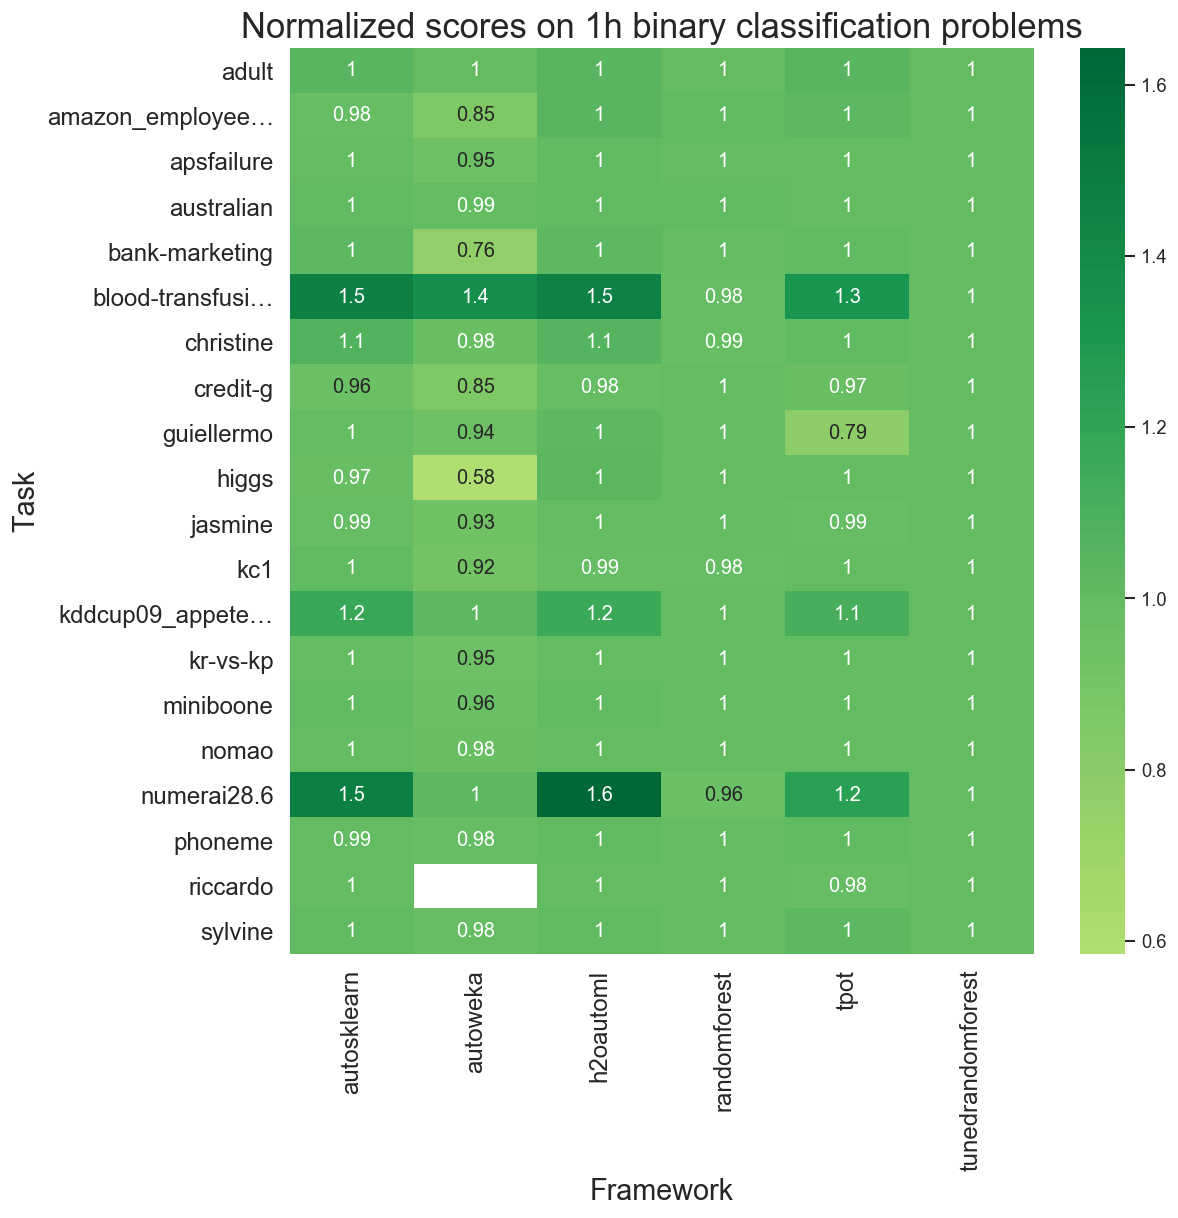 Normalized scores on 1h binary classification problems
adult 1 1 1 1 1 1
amazon_employee… 0.98 0.85 1 1 1 1
apsfailure 1 0.95 1 1 1 1
australian 1 0.99 1 1 1 1
bank-marketing 1 0.76 1 1 1 1
blood-transfusi… 1.5 1.4 1.5 0.98 1.3 1
christine 1.1 0.98 1.1 0.99 1 1
credit-g 0.96 0.85 0.98 1 0.97 1
guiellermo 1 0.94 1 1 0.79 1
higgs 0.97 0.58 1 1 1 1
jasmine 0.99 0.93 1 1 0.99 1
kc1 1 0.92 0.99 0.98 1 1
kddcup09_appete… 1.2 1 1.2 1 1.1 1
kr-vs-kp 1 0.95 1 1 1 1
miniboone 1 0.96 1 1 1 1
nomao 1 0.98 1 1 1 1
numerai28.6 1.5 1 1.6 0.96 1.2 1
phoneme 0.99 0.98 1 1 1 1
riccardo 1 1 1 0.98 1
sylvine 1 0.98 1 1 1 1
Task
autosklearn
autoweka
h2oautoml
randomforest
tpot
tunedrandomforest
Framework
1.6
1.4
1.2
1.0
0.8
0.6